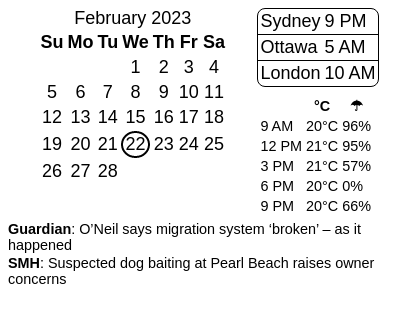 February 2023
Su Mo Tu We Th Fr Sa
1 2 3 4
5 6 7 8 9 10 11
12 13 14 15 16 17 18
19 20 21 22 23 24 25
26 27 28
Sydney 9 PM
Ottawa 5 AM
London 10 AM
°C ☂
9 AM 20°C 96%
12 PM 21°C 95%
3 PM 21°C 57%
6 PM 20°C 0%
9 PM 20°C 66%
Guardian: O’Neil says migration system ‘broken’ – as it
happened
SMH: Suspected dog baiting at Pearl Beach raises owner
concerns